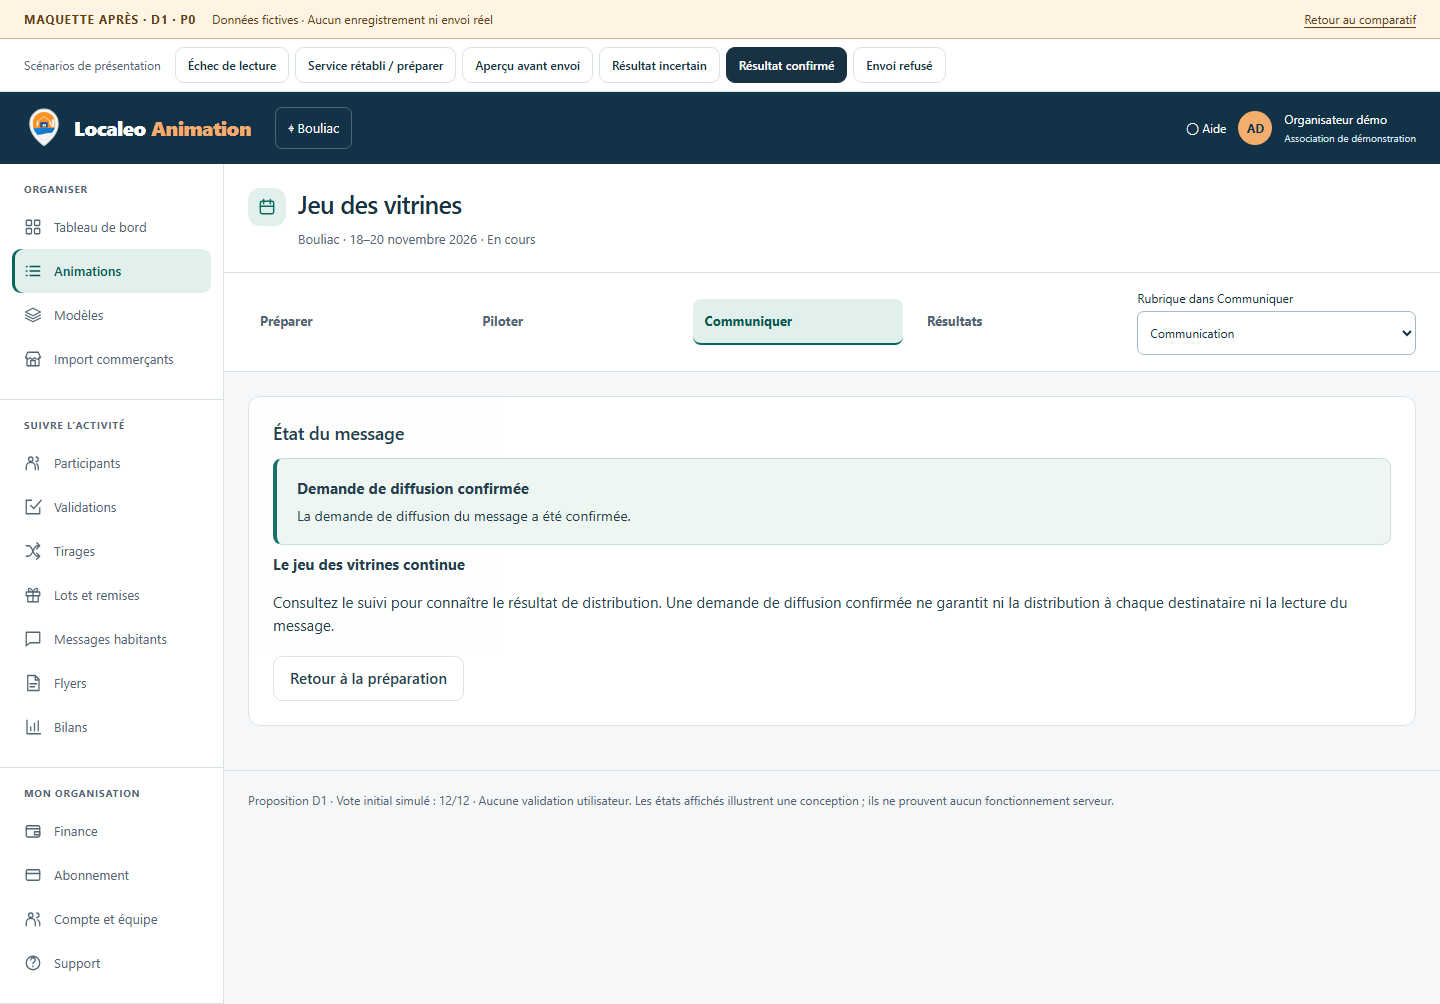 MAQUETTE APRÈS · D1 · P0 Données fictives · Aucun enregistrement ni envoi réel Retour au comparatif
Scénarios de présentation Échec de lecture Service rétabli / préparer Aperçu avant envoi Résultat incertain Résultat confirmé Envoi refusé
Localeo Animation Bouliac Aide AD Organisateur démo
Association de démonstration
ORGANISER
Tableau de bord
Animations
Modèles
Import commerçants
SUIVRE L'ACTIVITÉ
Participants
Validations
Tirages
Lots et remises
Messages habitants
Flyers
Bilans
MON ORGANISATION
Finance
Abonnement
Compte et équipe
Support
Jeu des vitrines
Bouliac · 18–20 novembre 2026 · En cours
Préparer Piloter Communiquer Résultats
Rubrique dans Communiquer
Communication
État du message
Demande de diffusion confirmée
La demande de diffusion du message a été confirmée.
Le jeu des vitrines continue
Consultez le suivi pour connaître le résultat de distribution. Une demande de diffusion confirmée ne garantit ni la distribution à chaque destinataire ni la lecture du
message.
Retour à la préparation
Proposition D1 · Vote initial simulé : 12/12 · Aucune validation utilisateur. Les états affichés illustrent une conception ; ils ne prouvent aucun fonctionnement serveur.